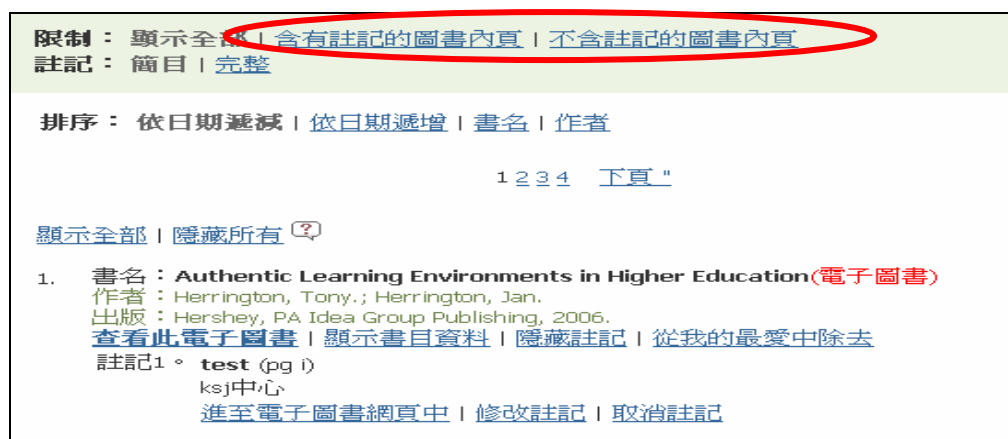 限制：顯示全部 | 含有註記的圖書內頁 | 不含註記的圖書內頁
註記：簡目 | 完整
排序：依日期遞減 | 依日期遞增 | 書名 | 作者
1 2 3 4 下頁 "
顯示全部 | 隱藏所有 ?
1. 書名：Authentic Learning Environments in Higher Education(電子圖書)
作者：Herrington, Tony.; Herrington, Jan.
出版：Hershey, PA Idea Group Publishing, 2006.
查看此電子圖書 | 顯示書目資料 | 隱藏註記 | 從我的最愛中除去
註記1。 test (pg i)
ksj中心
進至電子圖書網頁中 | 修改註記 | 取消註記